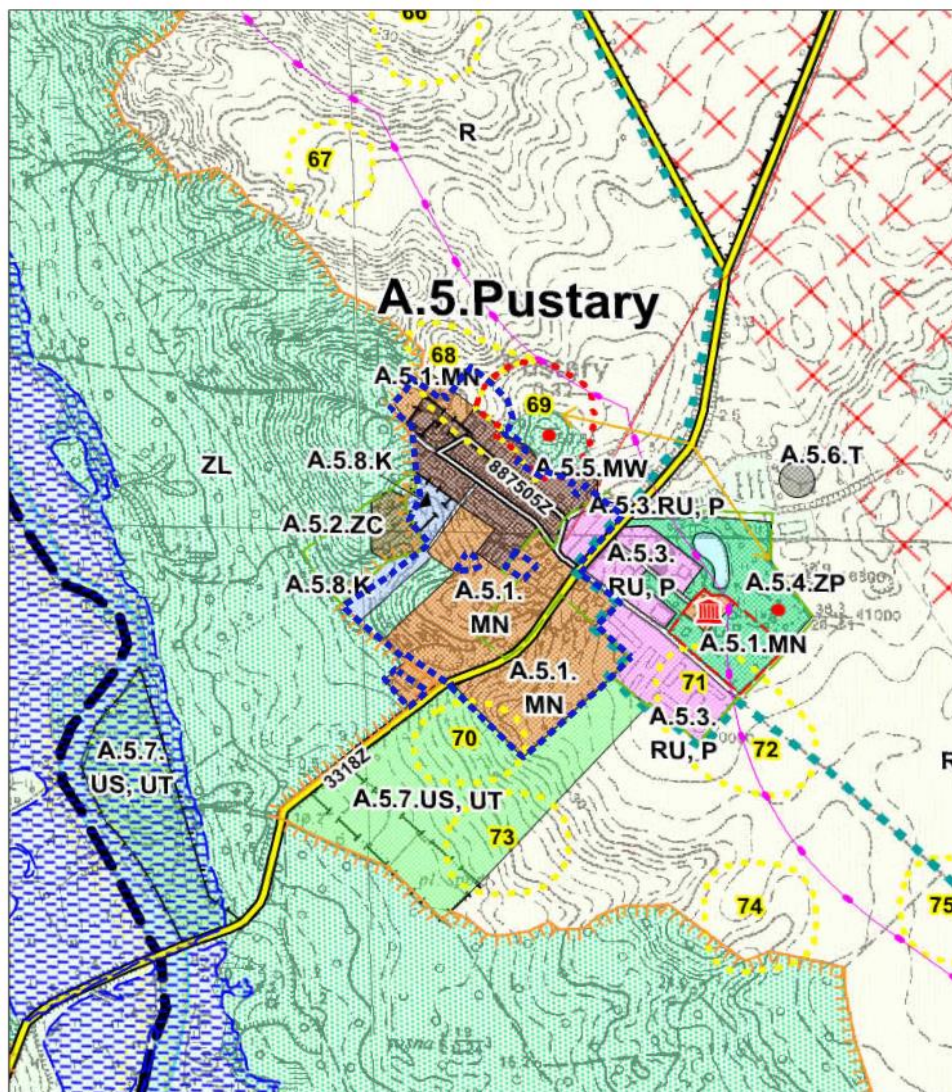 66
67
R
A.5.Pustary
68
A.5.1.MN
69
ZL
A.5.8.K
887505Z
A.5.5.MW
A.5.6.T
A.5.3.RU, P
A.5.2.ZC
A.5.3.
RU, P
A.5.8.K
A.5.4.ZP
A.5.1.
MN
A.5.1.MN
A.5.1.
MN
71
A.5.3.
RU, P
72
70
R
A.5.7.
US, UT
3318Z
A.5.7.US, UT
73
74
75